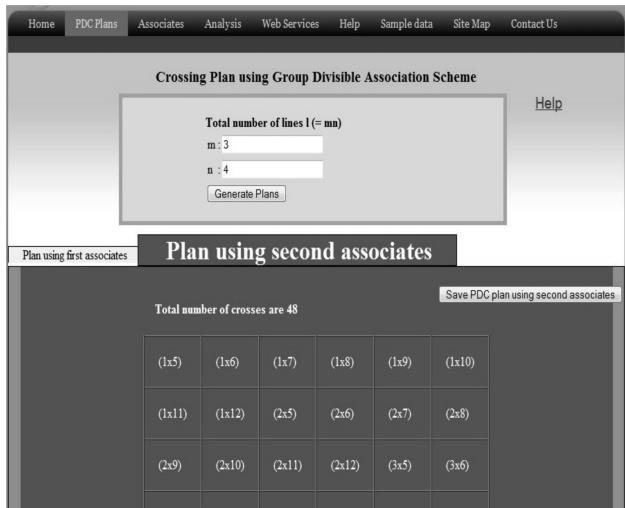 Home PDC Plans Associates Analysis Web Services Help Sample data Site Map Contact Us
Crossing Plan using Group Divisible Association Scheme
Help
Total number of lines l (= mn)
m : 3
n : 4
Generate Plans
Plan using first associates Plan using second associates
Save PDC plan using second associates
Total number of crosses are 48
(1x5) (1x6) (1x7) (1x8) (1x9) (1x10)
(1x11) (1x12) (2x5) (2x6) (2x7) (2x8)
(2x9) (2x10) (2x11) (2x12) (3x5) (3x6)